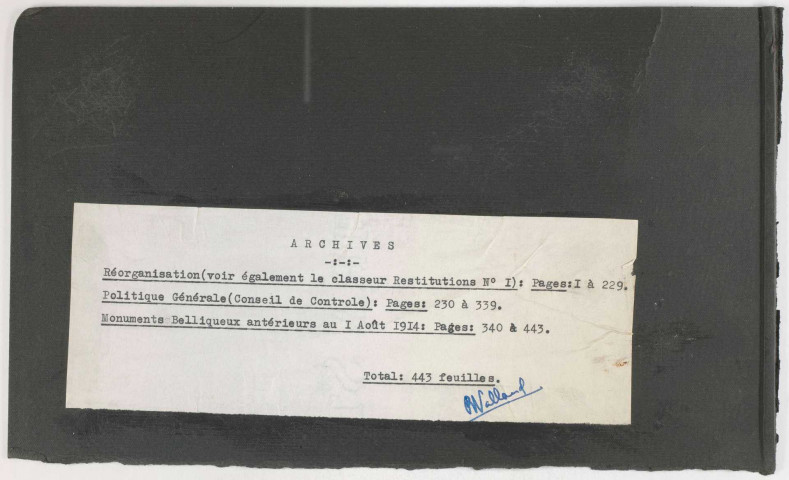 ARCHIVES
-:-:-
Réorganisation(voir également le classeur Restitutions N° I): Pages:I à 229.
Politique Générale(Conseil de Controle): Pages: 230 à 339.
Monuments Belliqueux antérieurs au I Août 1914: Pages: 340 à 443.
Total: 443 feuilles.
RValland